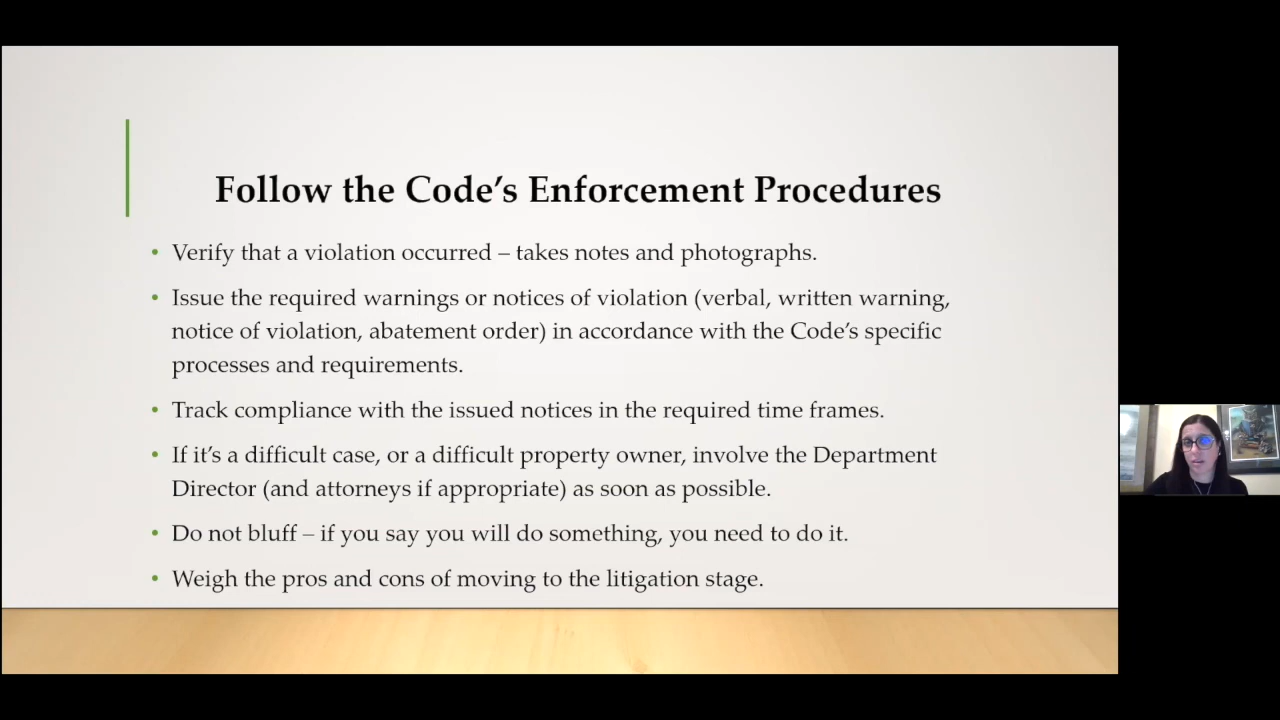 Follow the Code’s Enforcement Procedures
• Verify that a violation occurred – takes notes and photographs.
• Issue the required warnings or notices of violation (verbal, written warning,
notice of violation, abatement order) in accordance with the Code’s specific
processes and requirements.
• Track compliance with the issued notices in the required time frames.
• If it’s a difficult case, or a difficult property owner, involve the Department
Director (and attorneys if appropriate) as soon as possible.
• Do not bluff – if you say you will do something, you need to do it.
• Weigh the pros and cons of moving to the litigation stage.